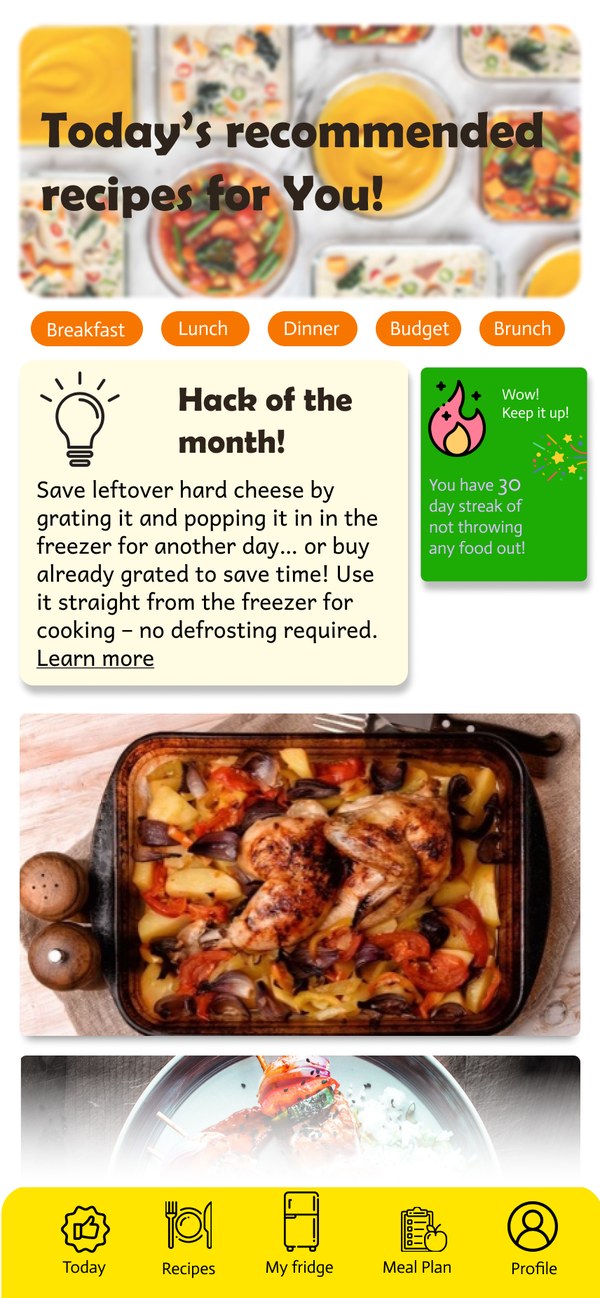 Today's recommended
recipes for You!
Breakfast
Lunch
Dinner
Budget
Brunch
Hack of the
month!
Save leftover hard cheese by
grating it and popping it in in the
freezer for another day... or buy
already grated to save time! Use
it straight from the freezer for
cooking – no defrosting required.
Learn more
Wow!
Keep it up!
You have 30
day streak of
not throwing
any food out!
Today
Recipes
My fridge
Meal Plan
Profile